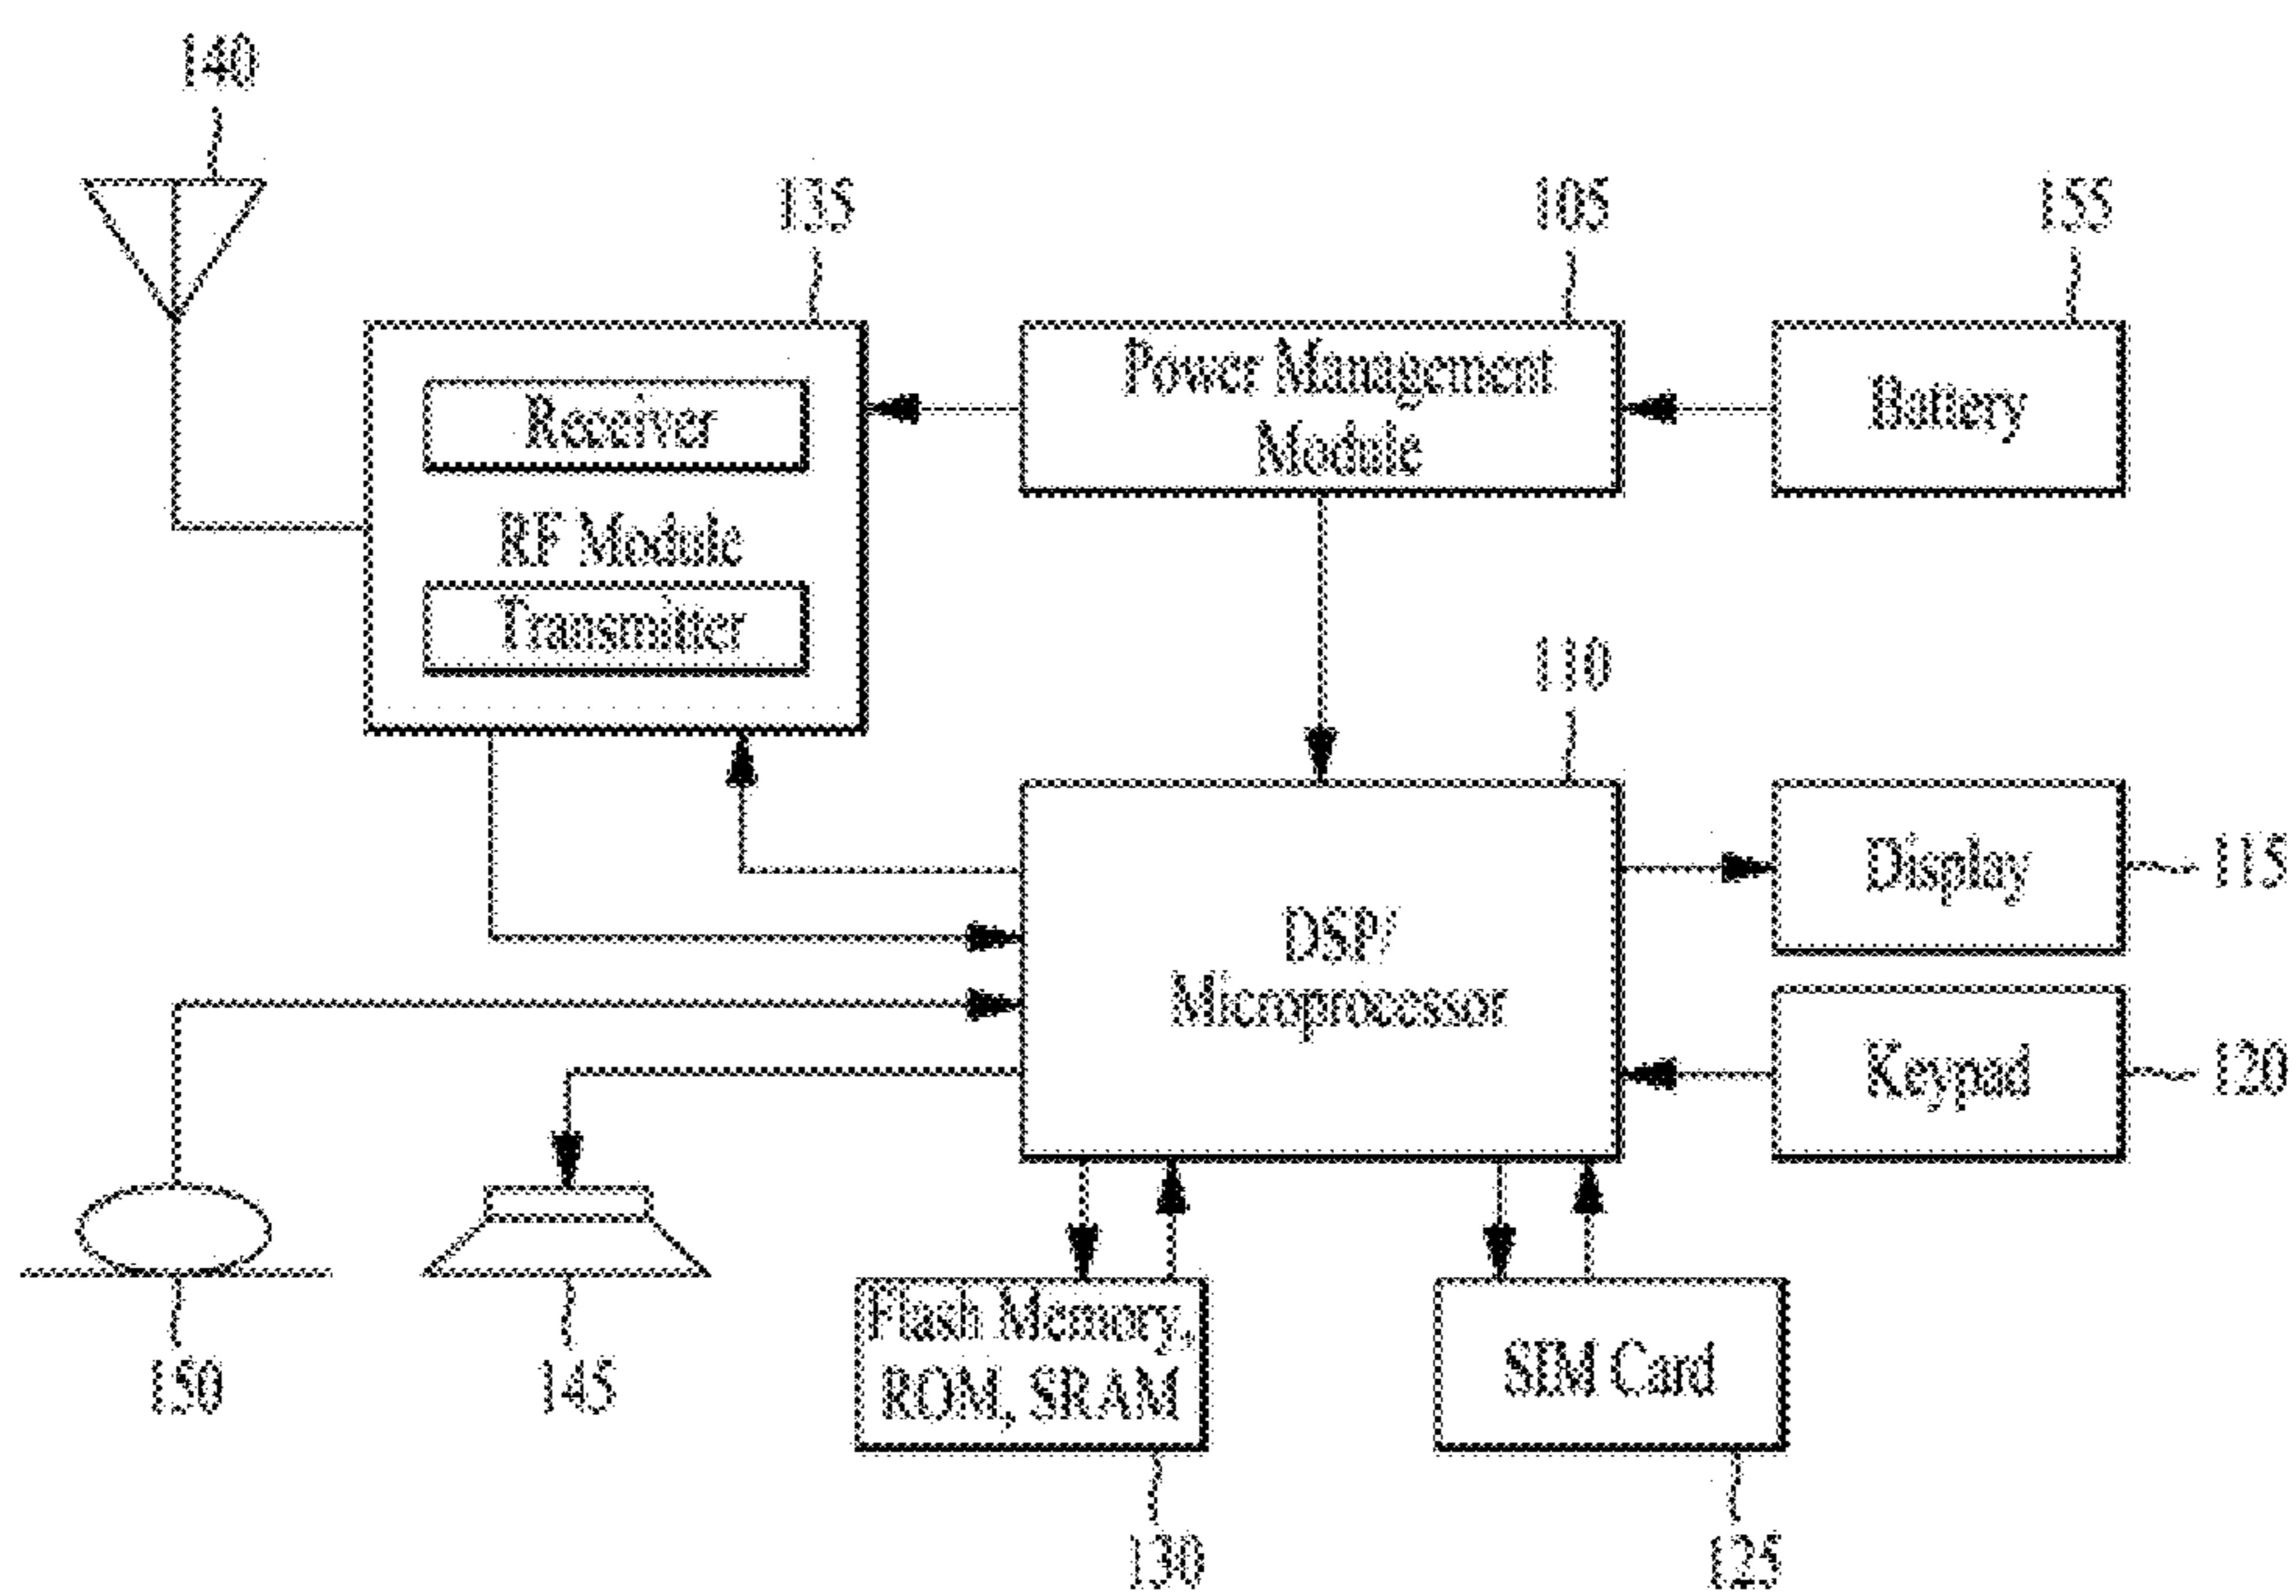 140
135
105
155
Receiver
RF Module
Transmitter
Power Management
Module
Battery
110
DSP/
Microprocessor
Display
115
Keypad
120
150
145
Flash Memory,
ROM, SRAM
130
SIM Card
125